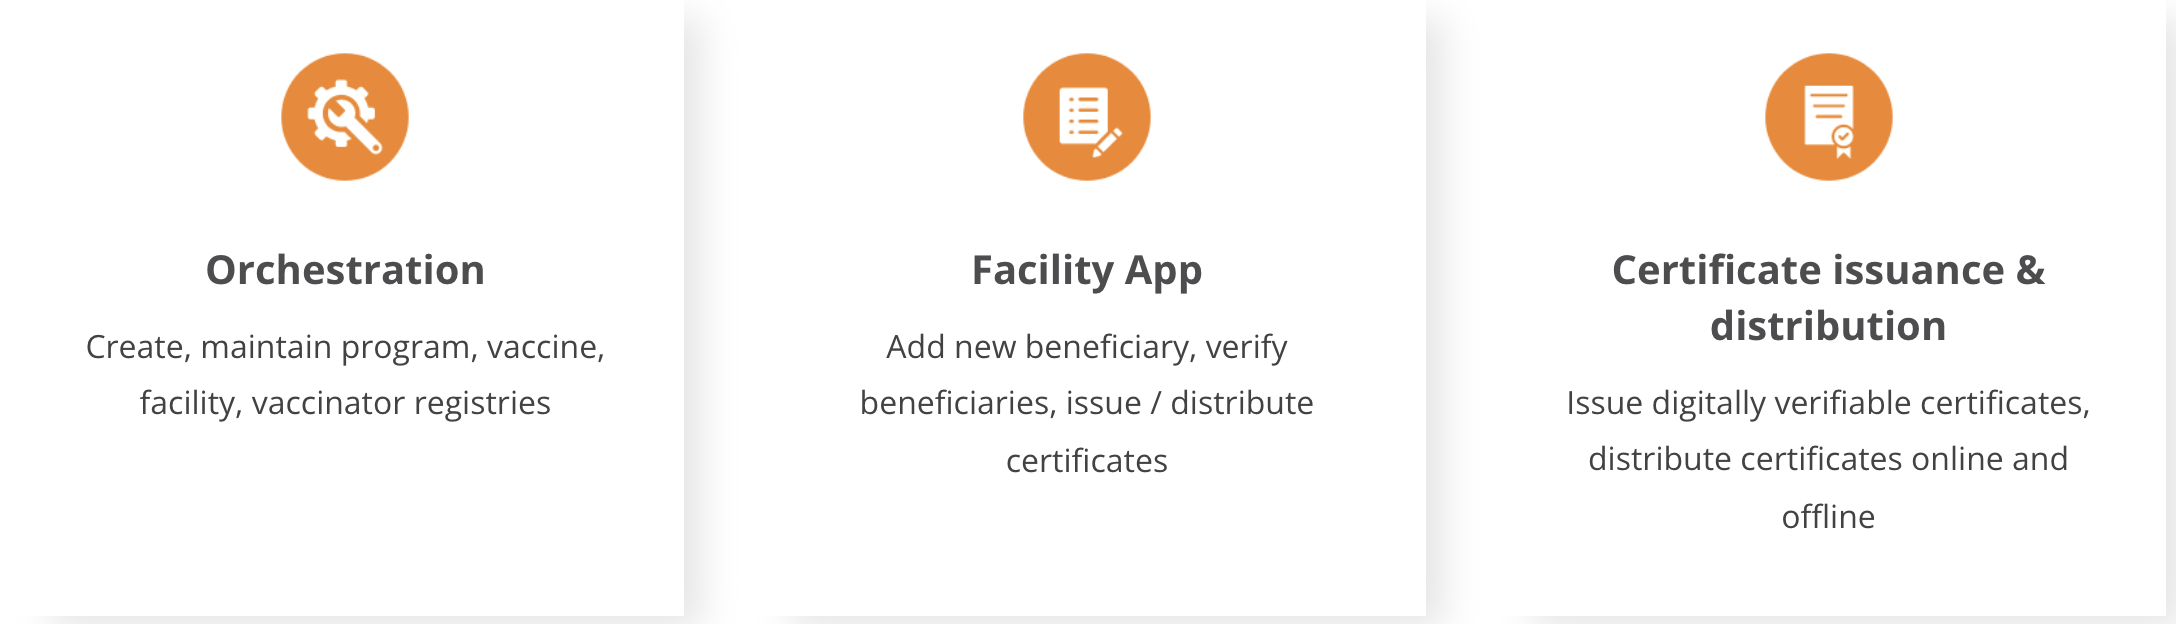 Orchestration
Create, maintain program, vaccine,
facility, vaccinator registries
Facility App
Add new beneficiary, verify
beneficiaries, issue / distribute
certificates
Certificate issuance &
distribution
Issue digitally verifiable certificates,
distribute certificates online and
offline